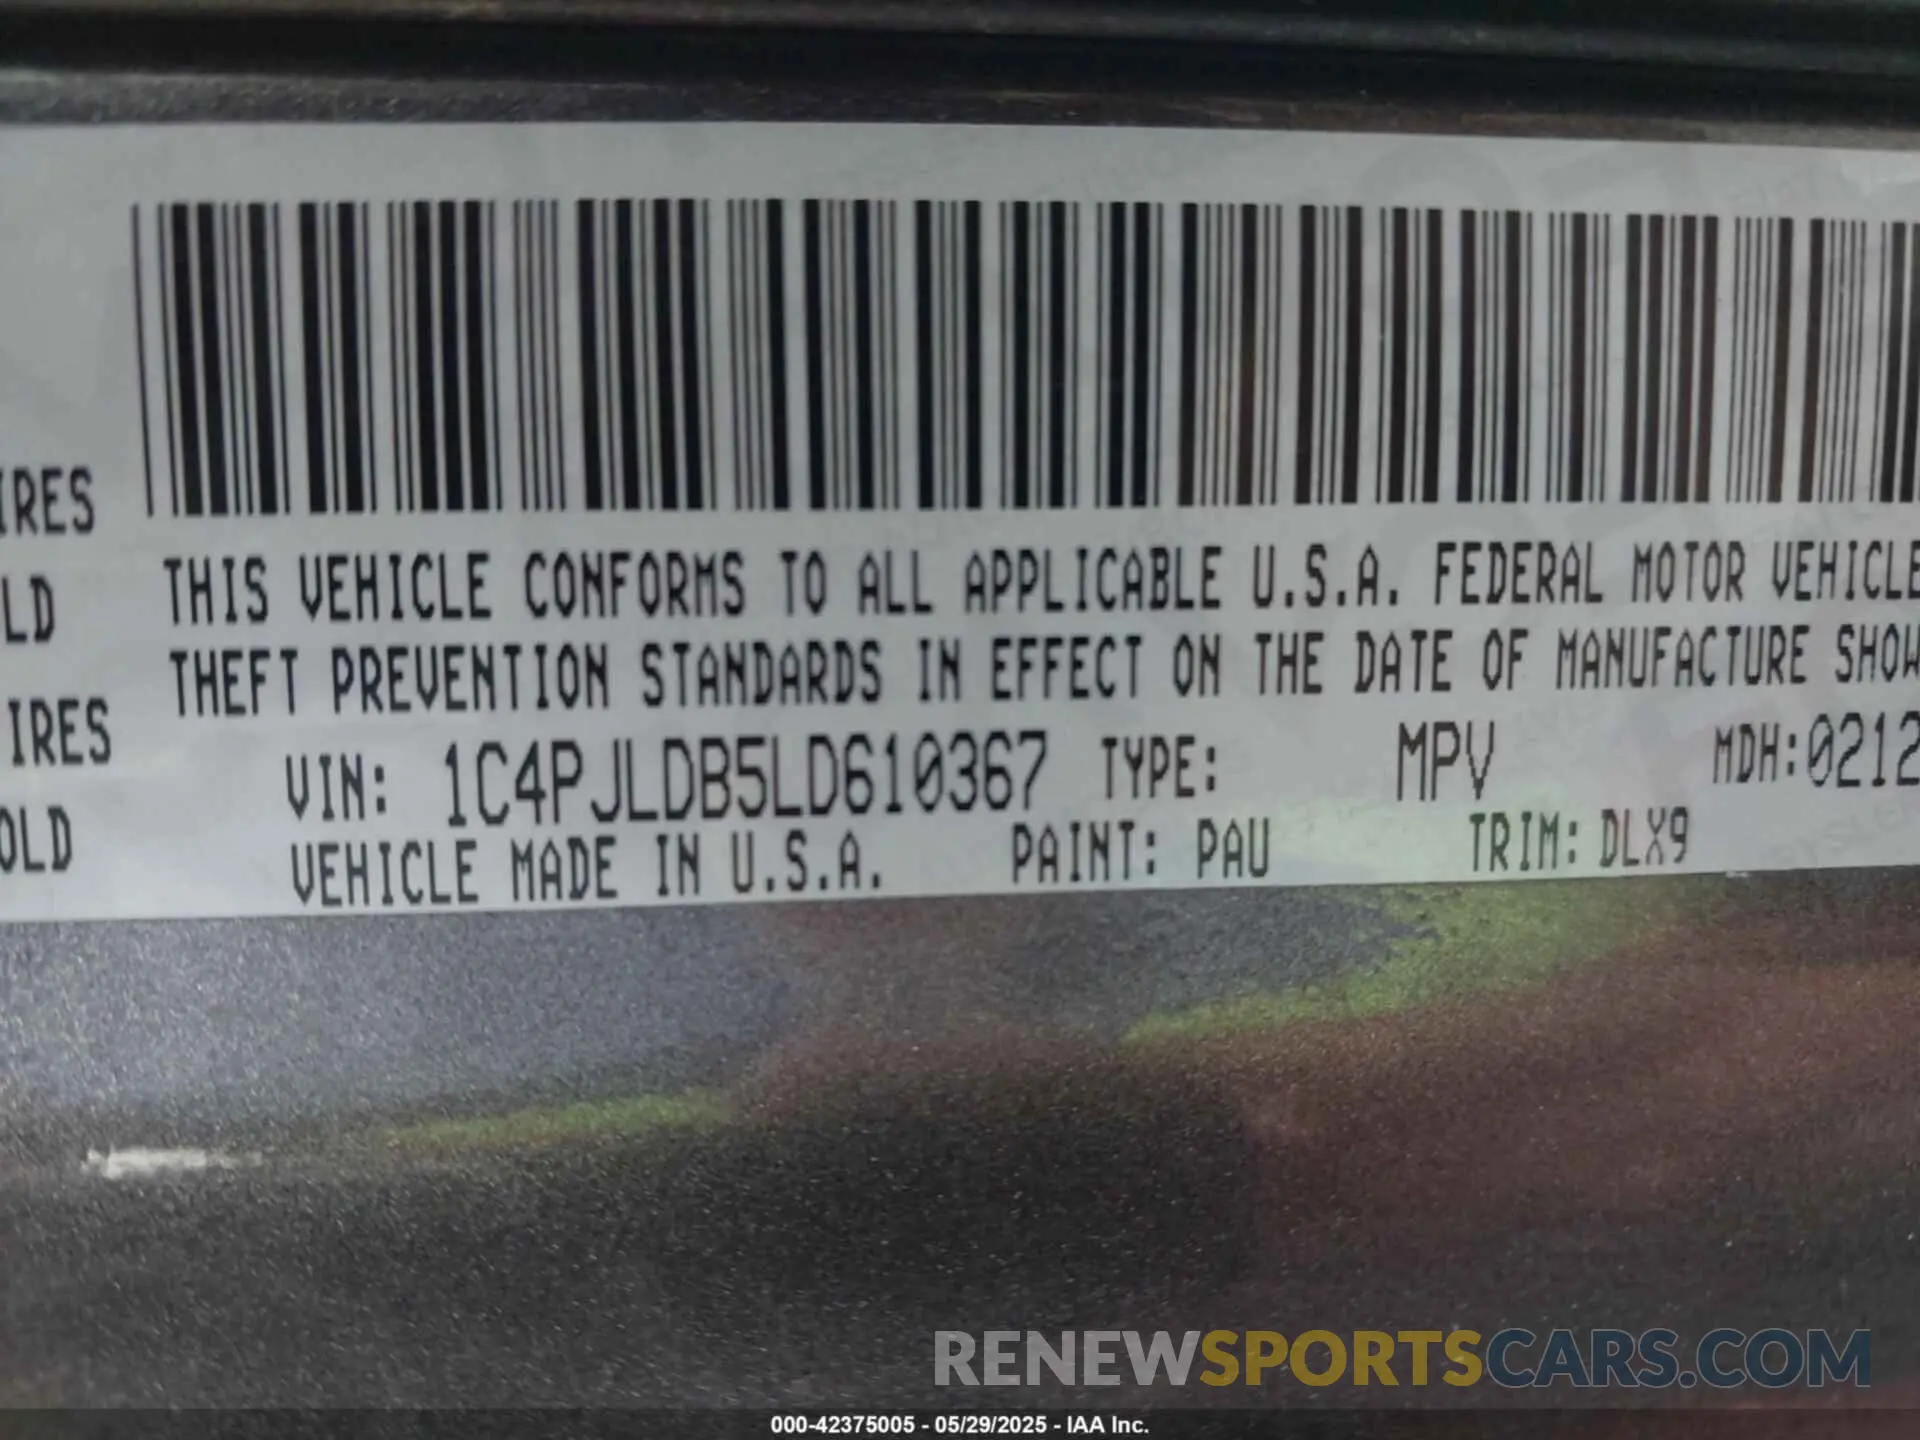 IRES
LD
IRES
OLD
THIS VEHICLE CONFORMS TO ALL APPLICABLE U.S.A. FEDERAL MOTOR VEHICLE
THEFT PREVENTION STANDARDS IN EFFECT ON THE DATE OF MANUFACTURE SHOW
VIN: 1C4PJLDB5LD610367 TYPE: MPV MDH:0212
VEHICLE MADE IN U.S.A. PAINT: PAU TRIM: DLX9
RENEWSPORTSCARS.COM
000-42375005 - 05/29/2025 - IAA Inc.